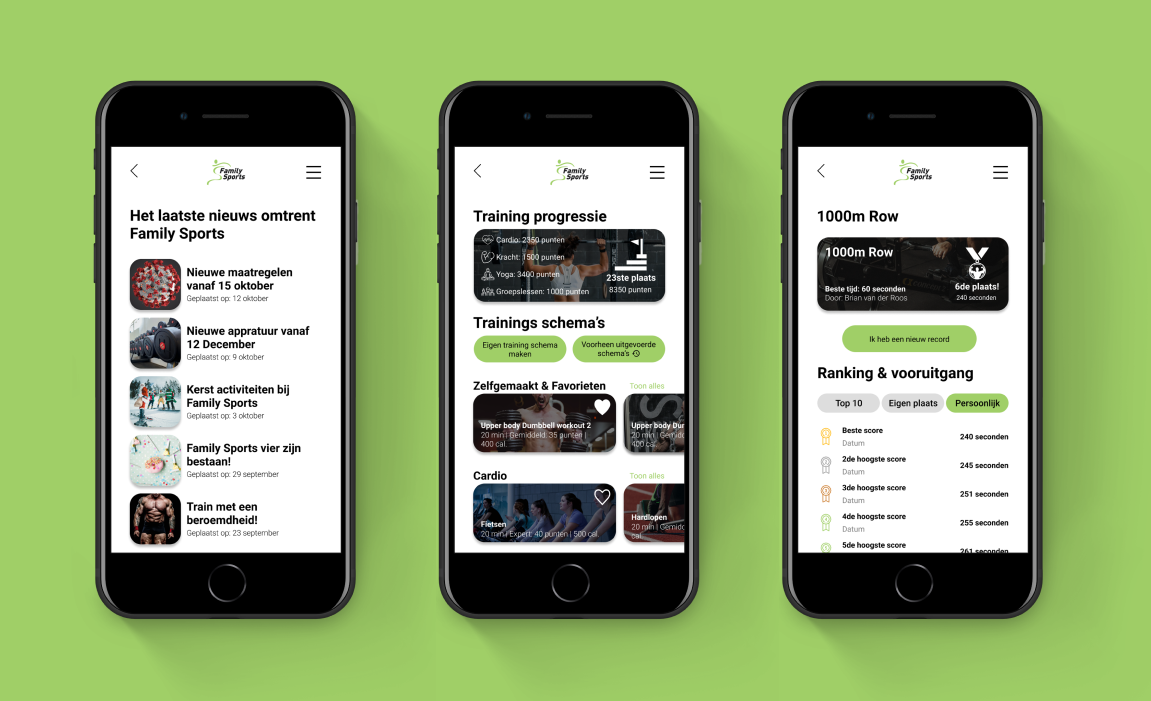 Family
Sports
Het laatste nieuws omtrent
Family Sports
Nieuwe maatregelen
vanaf 15 oktober
Geplaatst op: 12 oktober
Nieuwe appratuur vanaf
12 December
Geplaatst op: 9 oktober
Kerst activiteiten bij
Family Sports
Geplaatst op: 3 oktober
Family Sports vier zijn
bestaan!
Geplaatst op: 29 september
Train met een
beroemdheid!
Geplaatst op: 23 september
Family
Sports
Training progressie
Cardio: 2350 punten
Kracht: 1500 punten
Yoga: 3400 punten
Groepslessen: 1000 punten
23ste plaats
8350 punten
Trainings schema's
Eigen training schema
maken
Voorheen uitgevoerde
schema's
Zelfgemaakt & Favorieten
Toon alles
Upper body Dumbbell workout 2
20 min | Gemiddeld: 35 punten |
400 cal.
Upper body Dum
20 min | Gemidd
400 cal.
Cardio
Toon alles
Fietsen
20 min | Expert: 40 punten | 500 cal.
Hardlopen
20 min | Gemidd
cal.
Family
Sports
1000m Row
1000m Row
Beste tijd: 60 seconden
Door: Brian van der Roos
6de plaats!
240 seconden
Ik heb een nieuw record
Ranking & vooruitgang
Top 10
Eigen plaats
Persoonlijk
Beste score
Datum
240 seconden
2de hoogste score
Datum
245 seconden
3de hoogste score
Datum
251 seconden
4de hoogste score
Datum
255 seconden
5de hoogste score
261 seconden